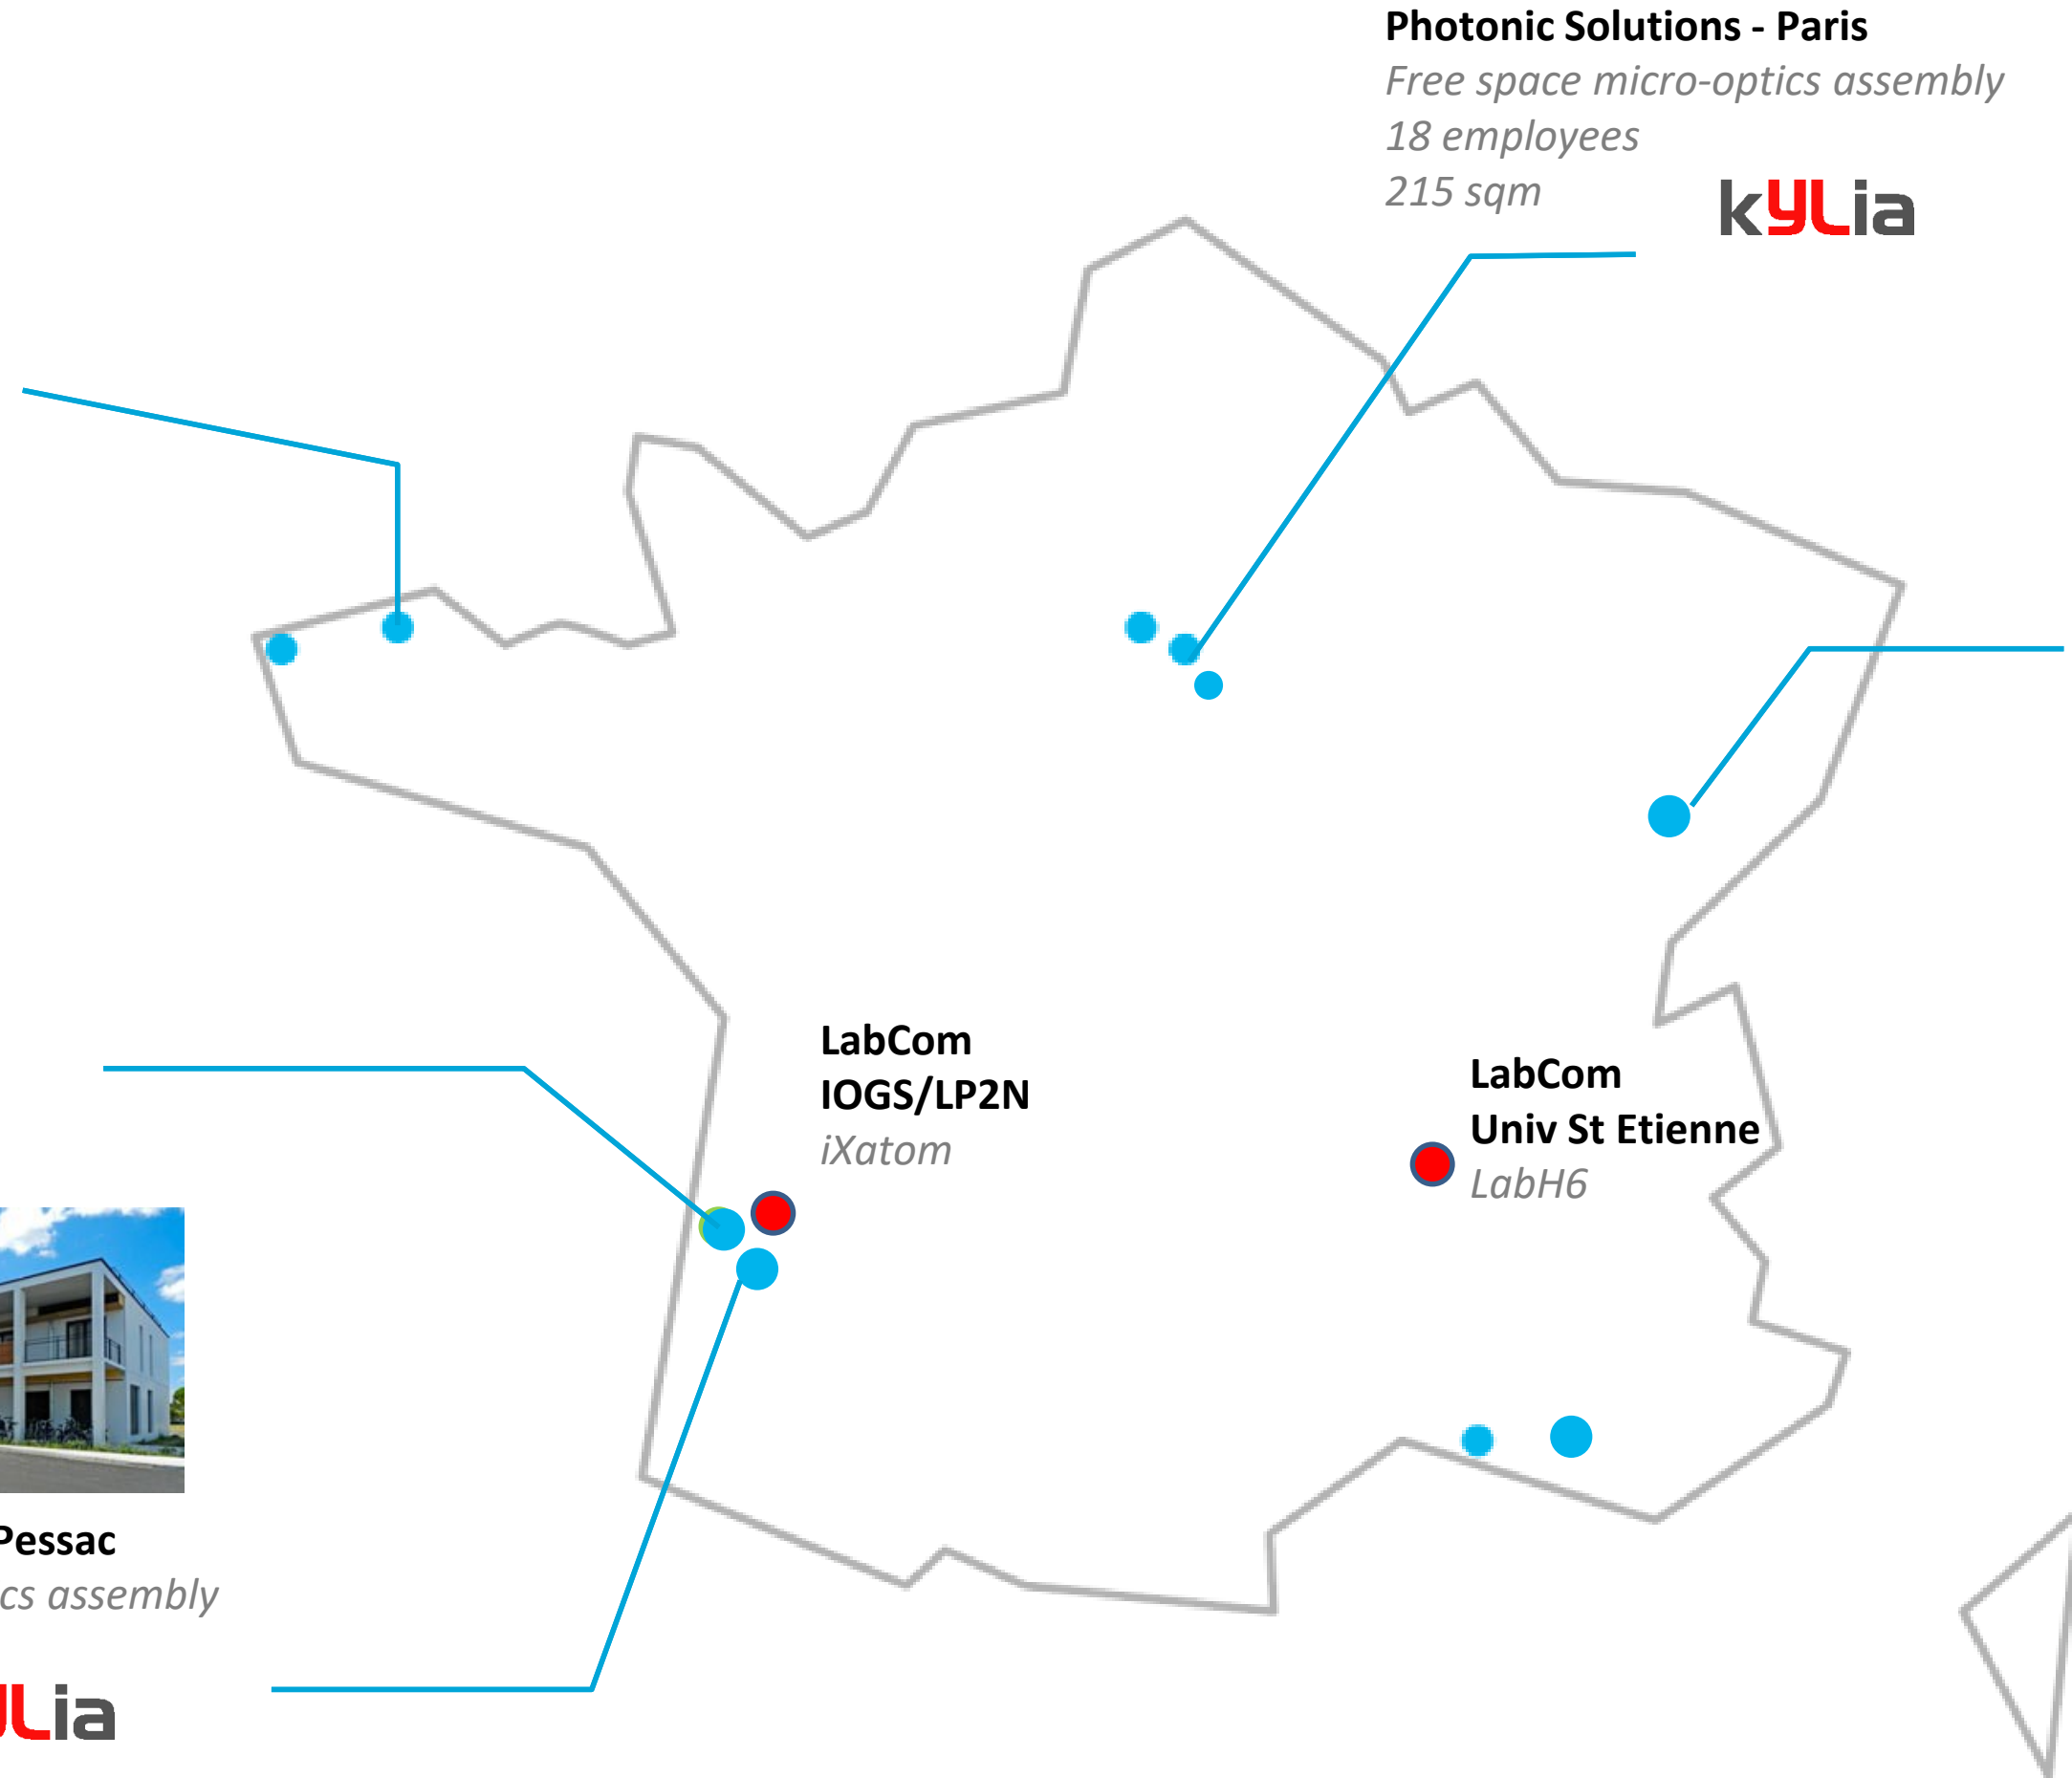 Photonic Solutions - Paris
Free space micro-optics assembly
18 employees
215 sqm
kYLia
LabCom
IOGS/LP2N
iXatom
LabCom
Univ St Etienne
LabH6
Pessac
cs assembly
Lia